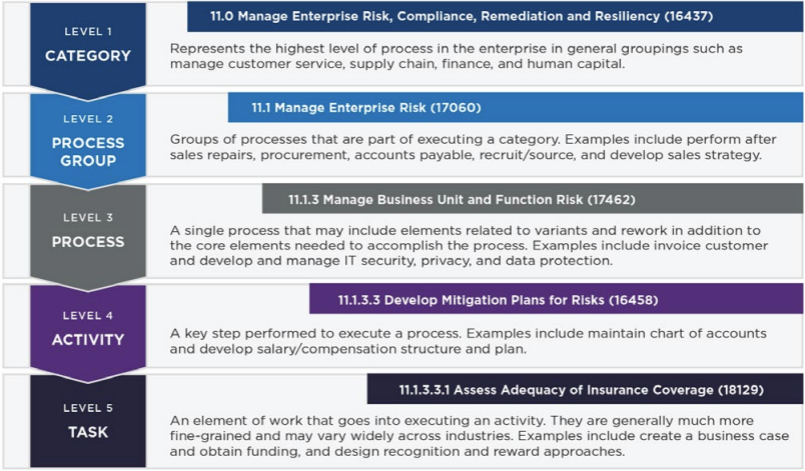 11.0 Manage Enterprise Risk, Compliance, Remediation and Resiliency (16437)
LEVEL 1
CATEGORY
Represents the highest level of process in the enterprise in general groupings such as
manage customer service, supply chain, finance, and human capital.
11.1 Manage Enterprise Risk (17060)
LEVEL 2
PROCESS
GROUP
Groups of processes that are part of executing a category. Examples include perform after
sales repairs, procurement, accounts payable, recruit/source, and develop sales strategy.
11.1.3 Manage Business Unit and Function Risk (17462)
LEVEL 3
PROCESS
A single process that may include elements related to variants and rework in addition to
the core elements needed to accomplish the process. Examples include invoice customer
and develop and manage IT security, privacy, and data protection.
11.1.3.3 Develop Mitigation Plans for Risks (16458)
LEVEL 4
ACTIVITY
A key step performed to execute a process. Examples include maintain chart of accounts
and develop salary/compensation structure and plan.
11.1.3.3.1 Assess Adequacy of Insurance Coverage (18129)
LEVEL 5
TASK
An element of work that goes into executing an activity. They are generally much more
fine-grained and may vary widely across industries. Examples include create a business case
and obtain funding, and design recognition and reward approaches.